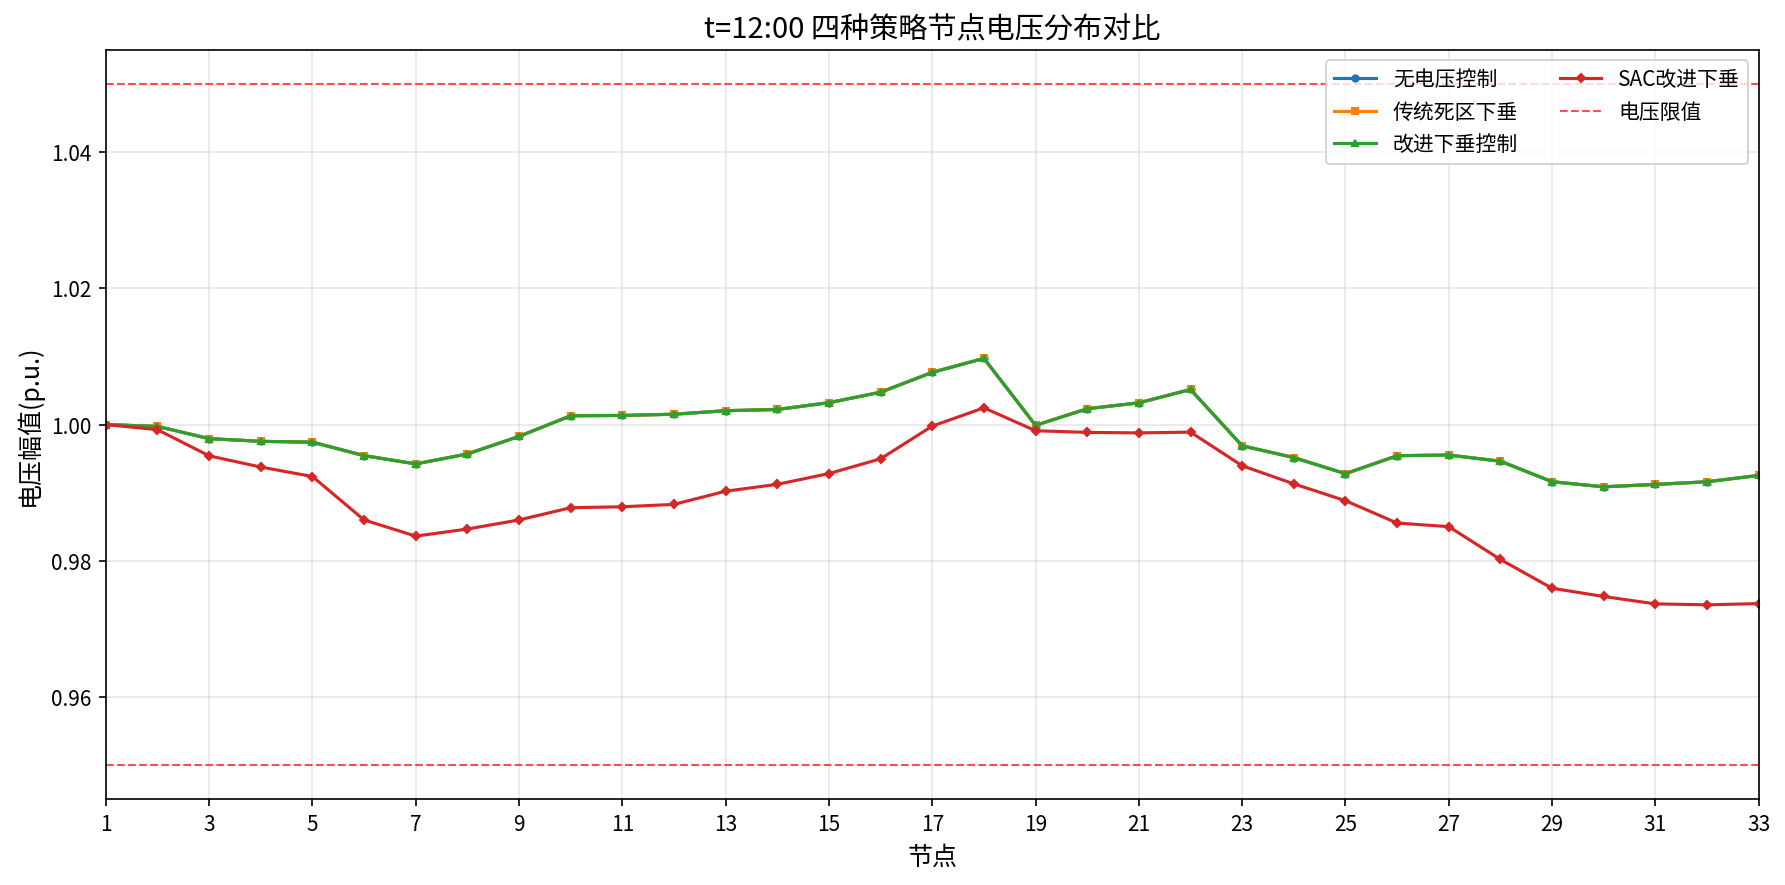 t=12:00 四种策略节点电压分布对比
无电压控制
传统死区下垂
改进下垂控制
SAC改进下垂
电压限值
电压幅值(p.u.)
1.04
1.02
1.00
0.98
0.96
1 3 5 7 9 11 13 15 17 19 21 23 25 27 29 31 33
节点